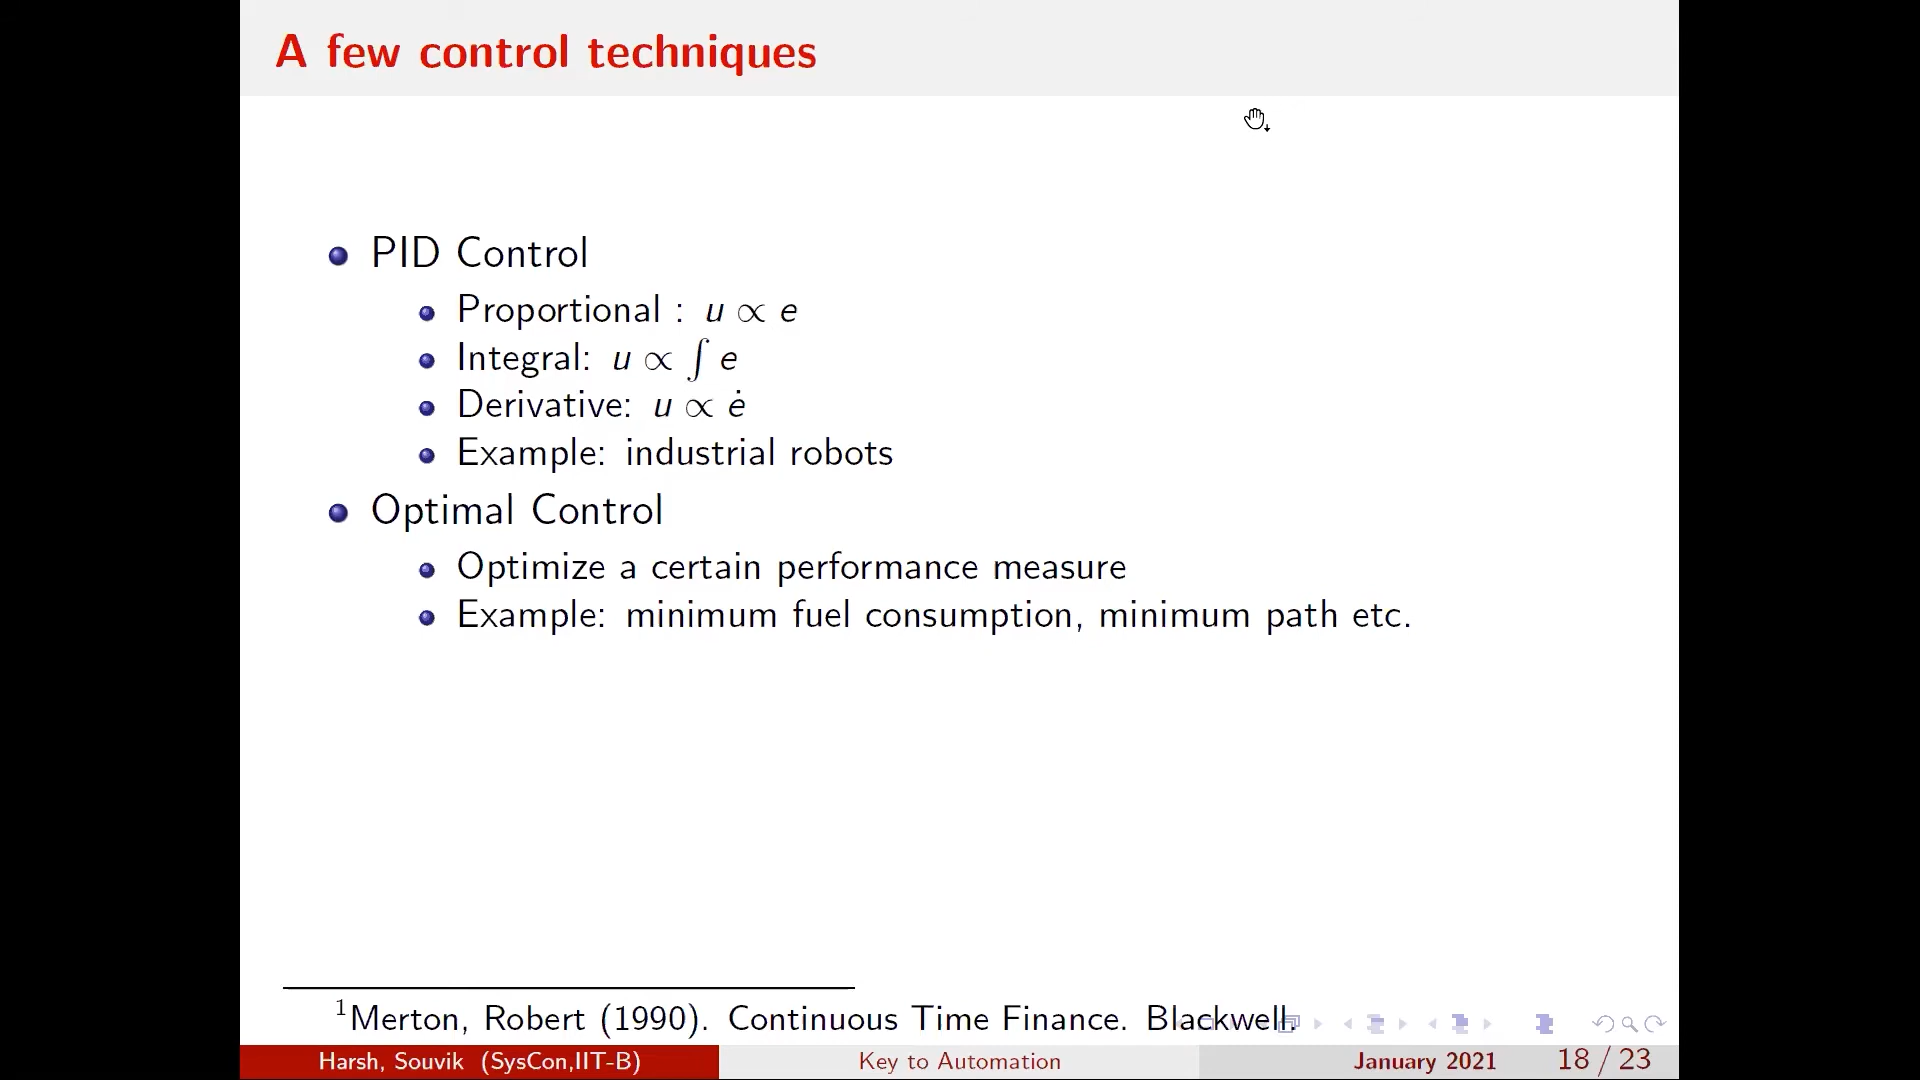 A few control techniques
PID Control
Proportional : u ∝ e
Integral: u ∝ ∫ e
Derivative: u ∝ ė
Example: industrial robots
Optimal Control
Optimize a certain performance measure
Example: minimum fuel consumption, minimum path etc.
¹Merton, Robert (1990). Continuous Time Finance. Blackwell.
Harsh, Souvik (SysCon,IIT-B) Key to Automation January 2021 18 / 23